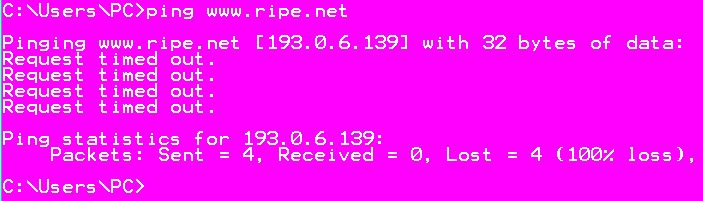 C:\Users\PC>ping www.ripe.net
Pinging www.ripe.net [193.0.6.139] with 32 bytes of data:
Request timed out.
Request timed out.
Request timed out.
Request timed out.
Ping statistics for 193.0.6.139:
    Packets: Sent = 4, Received = 0, Lost = 4 (100% loss),
C:\Users\PC>